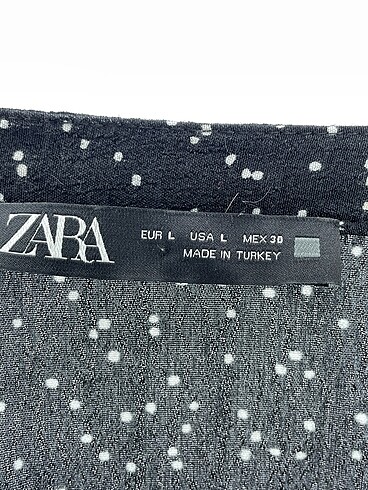 ZARA
EUR L USA L MEX 30
MADE IN TURKEY